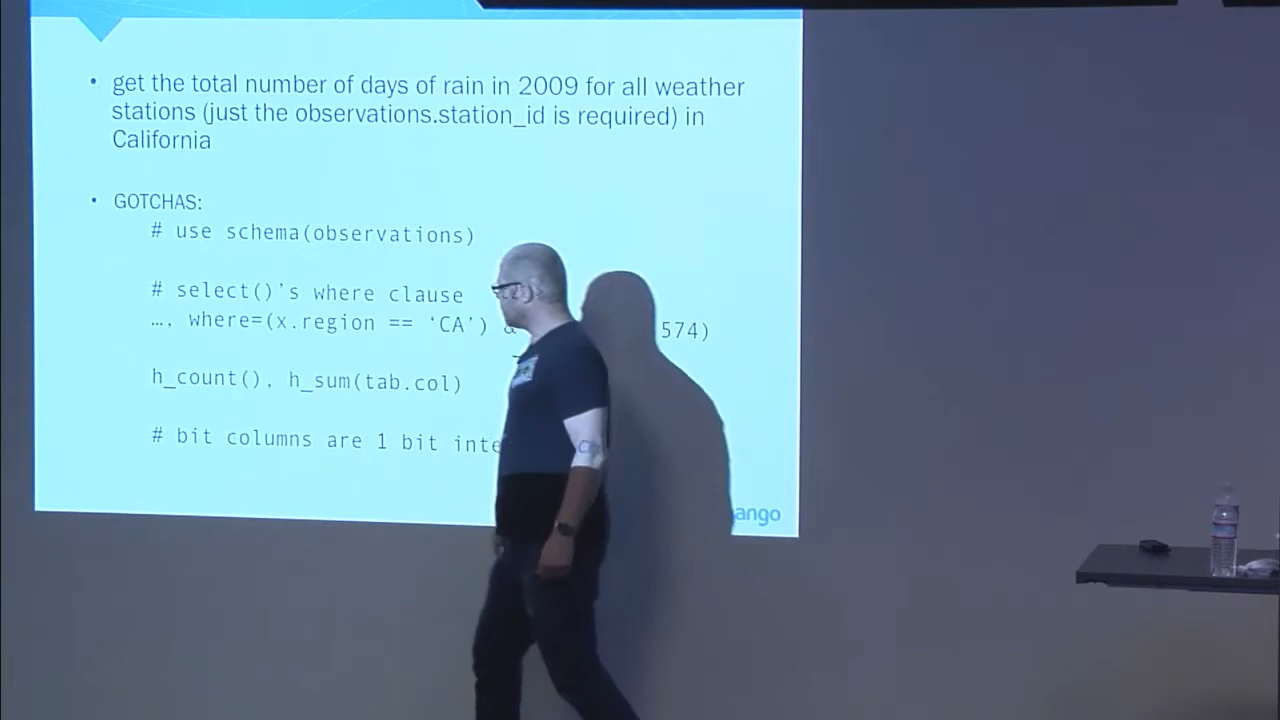 • get the total number of days of rain in 2009 for all weather
stations (just the observations.station_id is required) in
California
• GOTCHAS:
# use schema(observations)
# select()’s where clause
…, where=(x.region == ‘CA’) & 574)
h_count(), h_sum(tab.col)
# bit columns are 1 bit inte
ango